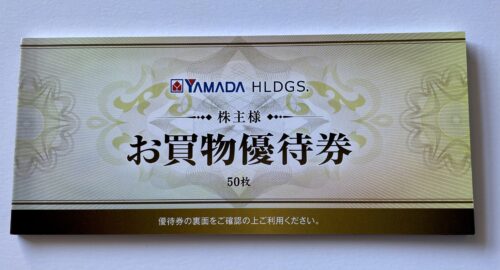 YAMADA HLDGS.
株主様
お買物優待券
50枚
優待券の裏面をご確認の上ご利用ください。